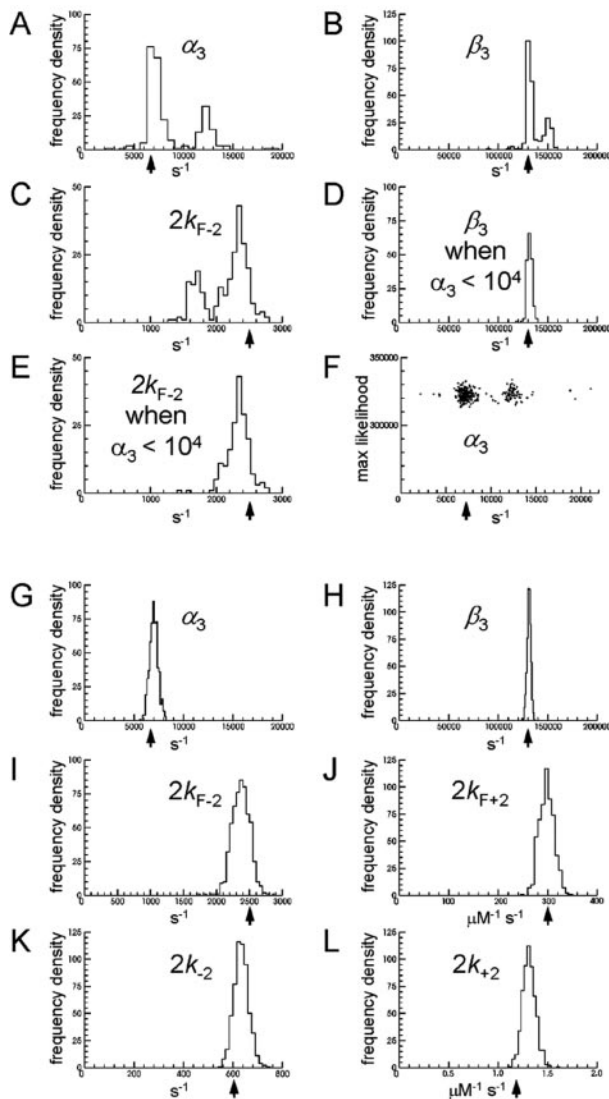 A
α3
frequency density
100
75
50
25
0
0 5000 10000 15000 20000
s-1
B
β3
frequency density
125
100
75
50
25
0
0 50000 100000 150000 200000
s-1
C
2kF-2
frequency density
50
25
0
0 1000 2000 3000
s-1
D
β3
when
α3 < 10^4
frequency density
100
75
50
25
0
0 50000 100000 150000 200000
s-1
E
2kF-2
when
α3 < 10^4
frequency density
50
25
0
0 1000 2000 3000
s-1
F
α3
max likelihood
350000
300000
0 5000 10000 15000 20000
s-1
G
α3
frequency density
100
75
50
25
0
0 5000 10000 15000 20000
s-1
H
β3
frequency density
125
100
75
50
25
0
0 50000 100000 150000 200000
s-1
I
2kF-2
frequency density
100
75
50
25
0
0 500 1000 1500 2000 2500 3000
s-1
J
2kF+2
frequency density
125
100
75
50
25
0
0 100 200 300 400
μM-1 s-1
K
2k-2
frequency density
125
100
75
50
25
0
0 200 400 600 800
s-1
L
2k+2
frequency density
125
100
75
50
25
0
0.0 0.5 1.0 1.5 2.0
μM-1 s-1